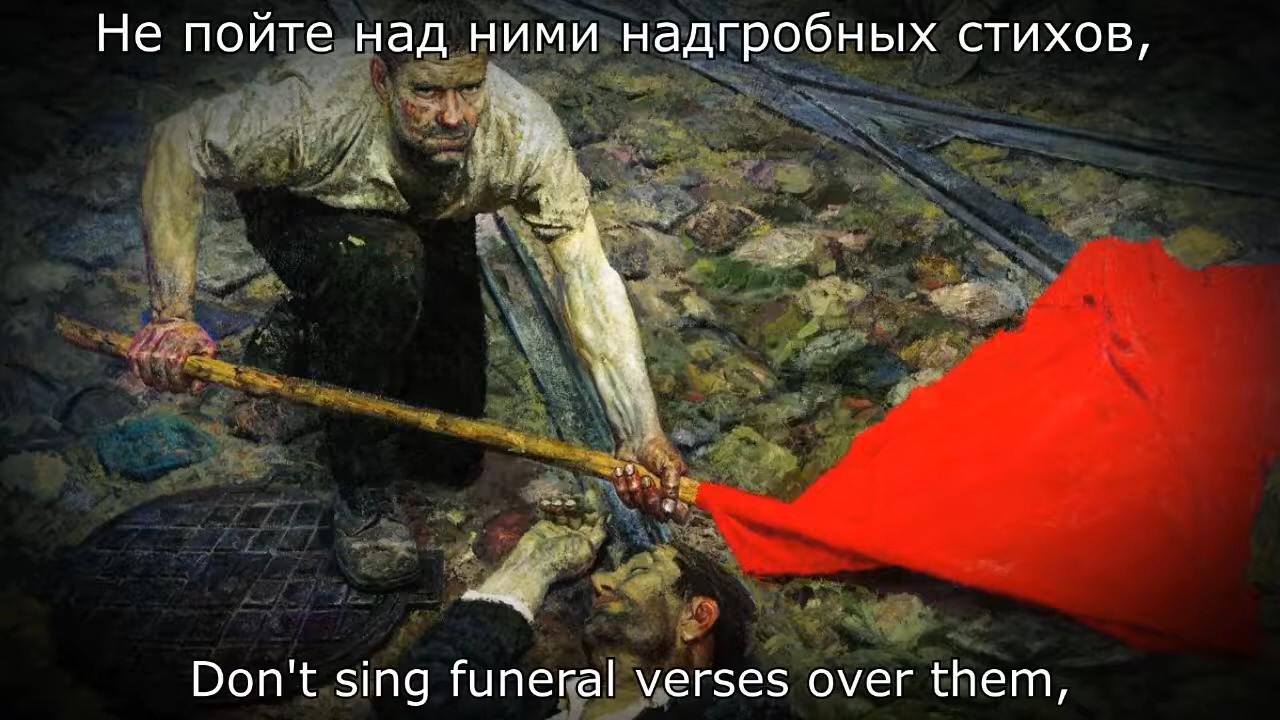 Не пойте над ними надгробных стихов,
Don't sing funeral verses over them,